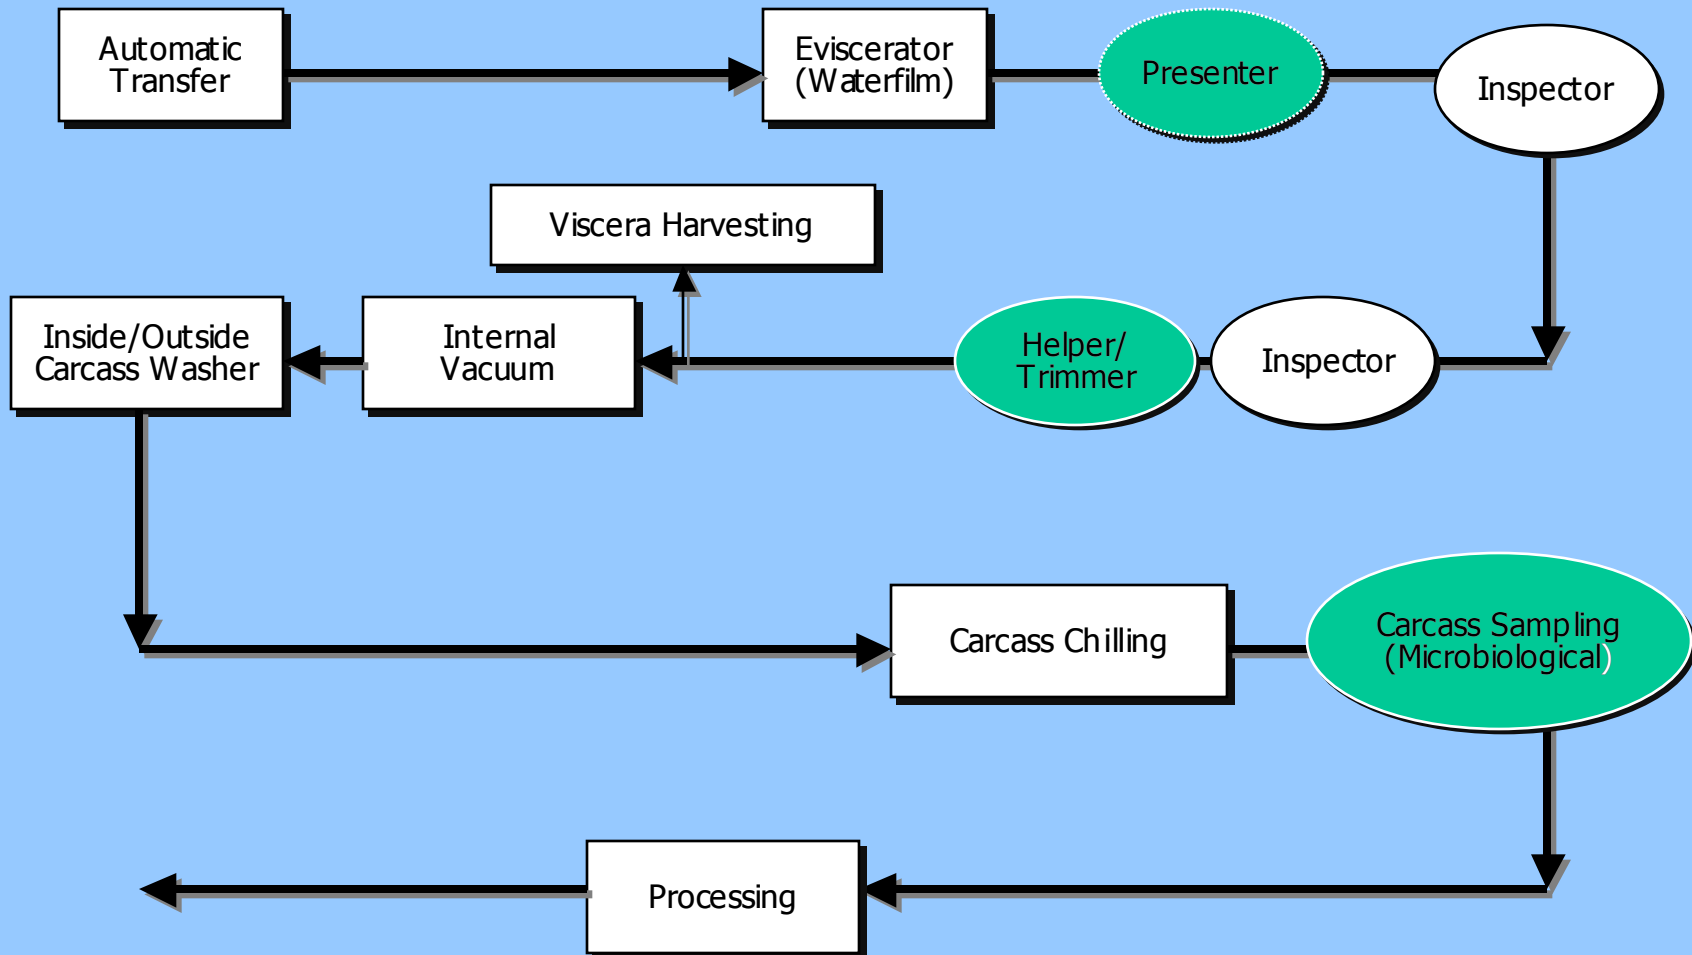 Automatic
Transfer
Eviscerator
(Waterfilm)
Presenter
Inspector
Viscera Harvesting
Inside/Outside
Carcass Washer
Internal
Vacuum
Helper/
Trimmer
Inspector
Carcass Chilling
Carcass Sampling
(Microbiological)
Processing